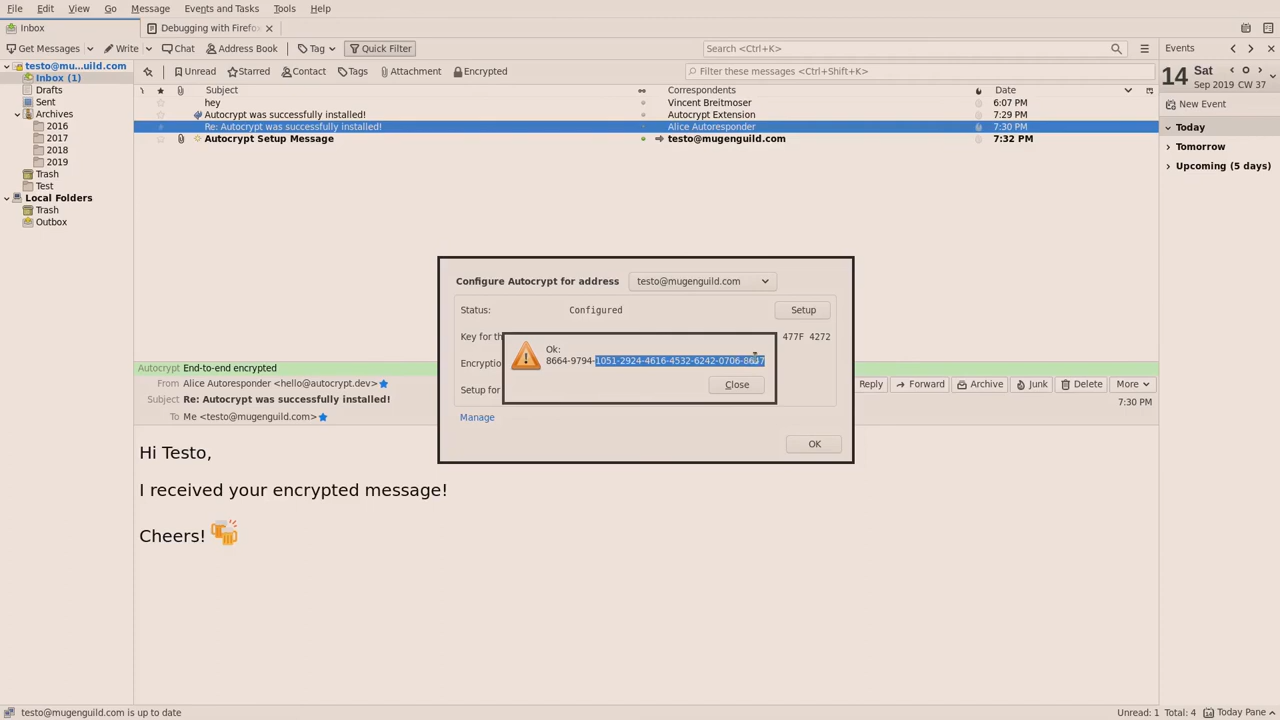 File Edit View Go Message Events and Tasks Tools Help
Inbox
Debugging with Firefox
Get Messages Write Chat Address Book Tag Quick Filter
Search <Ctrl+K>
Events
Unread Starred Contact Tags Attachment Encrypted
Filter these messages <Ctrl+Shift+K>
testo@mu...uild.com
Inbox (1)
Drafts
Sent
Archives
2016
2017
2018
2019
Trash
Test
Local Folders
Trash
Outbox
Subject Correspondents Date
hey Vincent Breitmoser 6:07 PM
Autocrypt was successfully installed! Autocrypt Extension 7:29 PM
Re: Autocrypt was successfully installed! Alice Autoresponder 7:30 PM
Autocrypt Setup Message testo@mugenguild.com 7:32 PM
14 Sat
Sep 2019 CW 37
New Event
Today
Tomorrow
Upcoming (5 days)
Configure Autocrypt for address testo@mugenguild.com
Status: Configured Setup
Key for th 477F 4272
Encryptio
Setup for
Manage
OK
Ok:
8664-9794-1051-2924-4616-4532-6242-0706-
Close
Autocrypt End-to-end encrypted
From Alice Autoresponder <hello@autocrypt.dev>
Subject Re: Autocrypt was successfully installed!
To Me <testo@mugenguild.com>
Reply Forward Archive Junk Delete More
7:30 PM
Hi Testo,
I received your encrypted message!
Cheers!
testo@mugenguild.com is up to date
Unread: 1 Total: 4 Today Pane